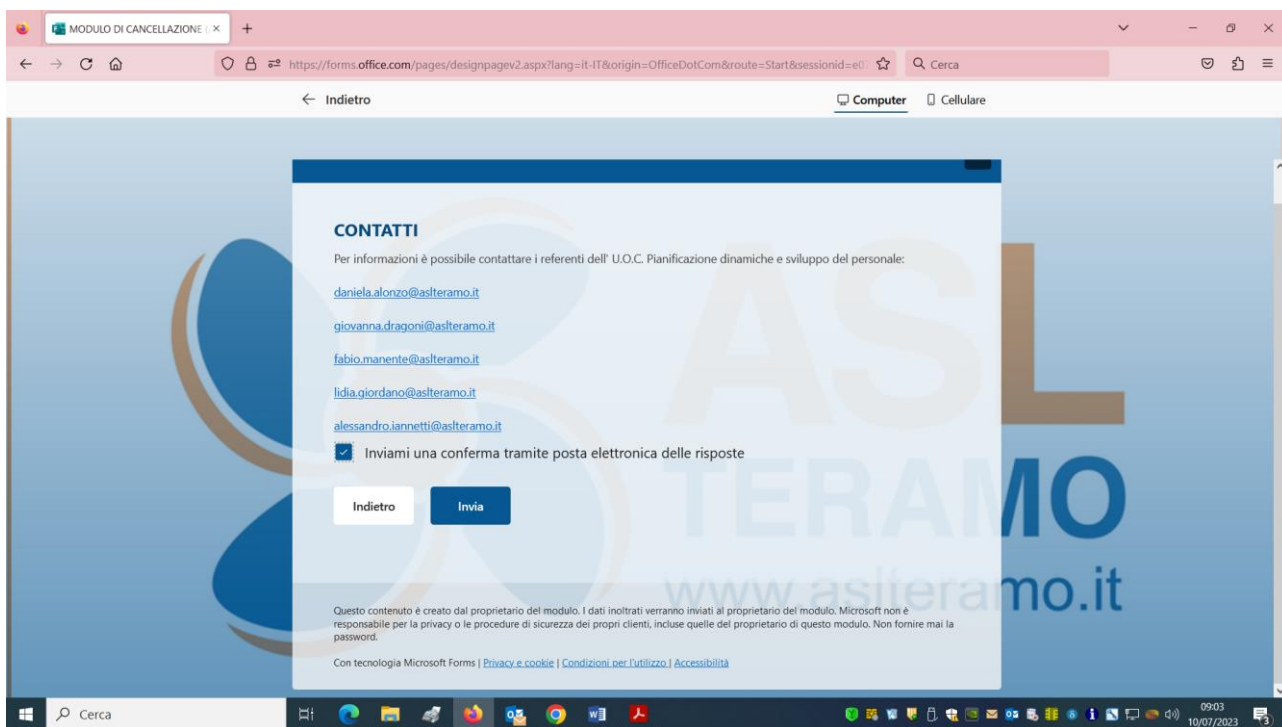 MODULO DI CANCELLAZIONE (
https://forms.office.com/pages/designpagev2.aspx?lang=it-IT&origin=OfficeDotCom&route=Start&sessionid=e0
Cerca
Indietro
Computer
Cellulare
CONTATTI
Per informazioni è possibile contattare i referenti dell' U.O.C. Pianificazione dinamiche e sviluppo del personale:
daniela.alonzo@aslteramo.it
giovanna.dragoni@aslteramo.it
fabio.manente@aslteramo.it
lidia.giordano@aslteramo.it
alessandro.iannetti@aslteramo.it
Inviami una conferma tramite posta elettronica delle risposte
Indietro
Invia
Questo contenuto è creato dal proprietario del modulo. I dati inoltrati verranno inviati al proprietario del modulo. Microsoft non è
responsabile per la privacy o le procedure di sicurezza dei propri clienti, incluse quelle del proprietario di questo modulo. Non fornire mai la
password.
Con tecnologia Microsoft Forms | Privacy e cookie | Condizioni per l'utilizzo | Accessibilità
ASL
TERAMO
www.aslteramo.it
Cerca
09:03
10/07/2023